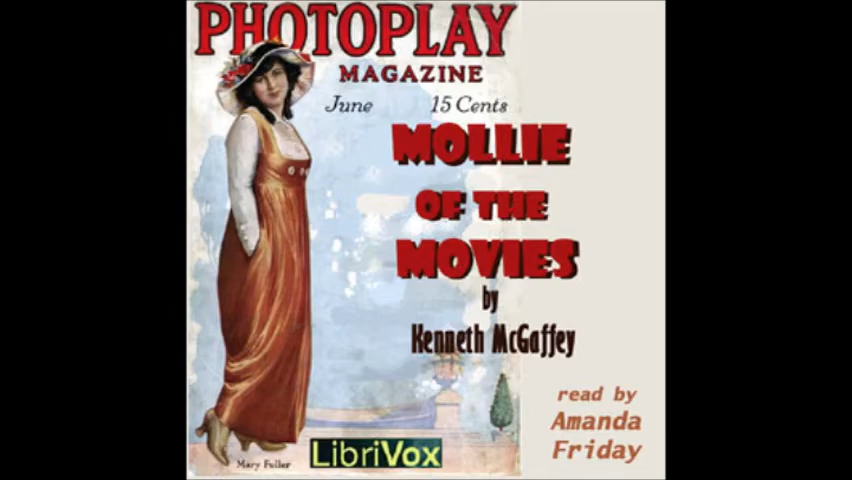 PHOTOPLAY
MAGAZINE
June 15 Cents
MOLLIE
OF THE
MOVIES
by
Kenneth McGaffey
read by
Amanda
Friday
Mary Fuller
LibriVox